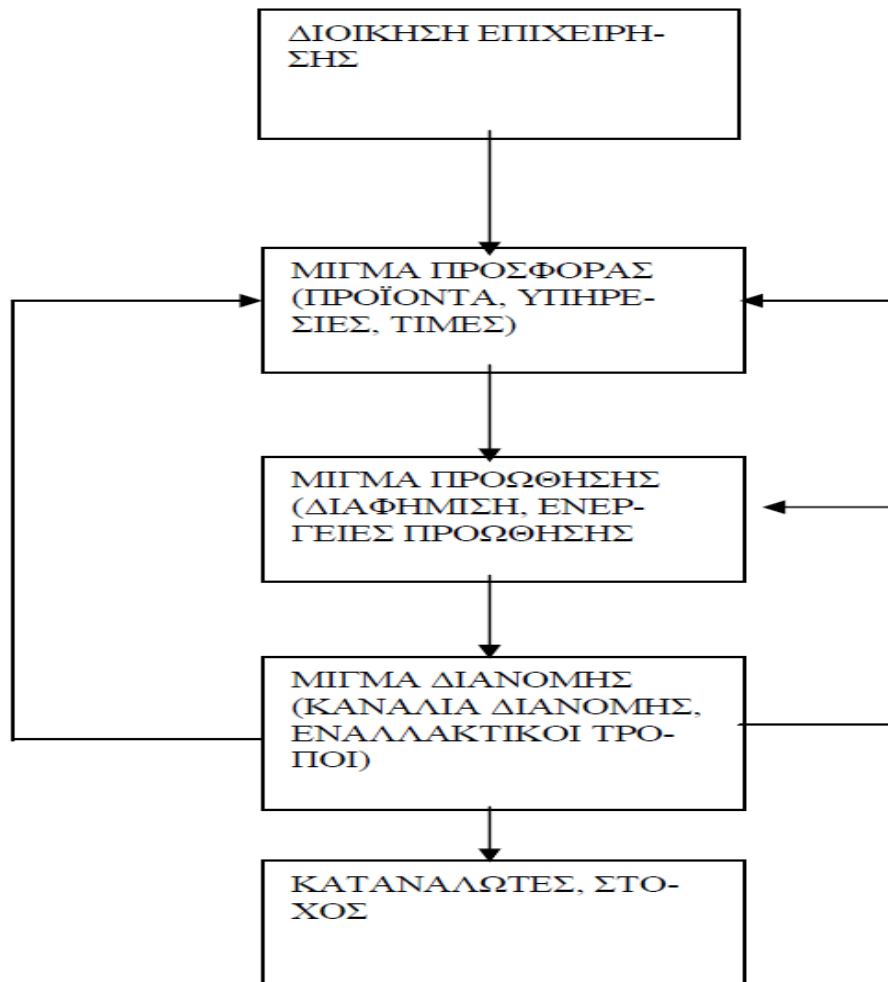 ΔΙΟΙΚΗΣΗ ΕΠΙΧΕΙΡΗ-
ΣΗΣ
ΜΙΓΜΑ ΠΡΟΣΦΟΡΑΣ
(ΠΡΟΪΟΝΤΑ, ΥΠΗΡΕ-
ΣΙΕΣ, ΤΙΜΕΣ)
ΜΙΓΜΑ ΠΡΟΩΘΗΣΗΣ
(ΔΙΑΦΗΜΙΣΗ, ΕΝΕΡ-
ΓΕΙΕΣ ΠΡΟΩΘΗΣΗΣ
ΜΙΓΜΑ ΔΙΑΝΟΜΗΣ
(ΚΑΝΑΛΙΑ ΔΙΑΝΟΜΗΣ,
ΕΝΑΛΛΑΚΤΙΚΟΙ ΤΡΟ-
ΠΟΙ)
ΚΑΤΑΝΑΛΩΤΕΣ, ΣΤΟ-
ΧΟΣ